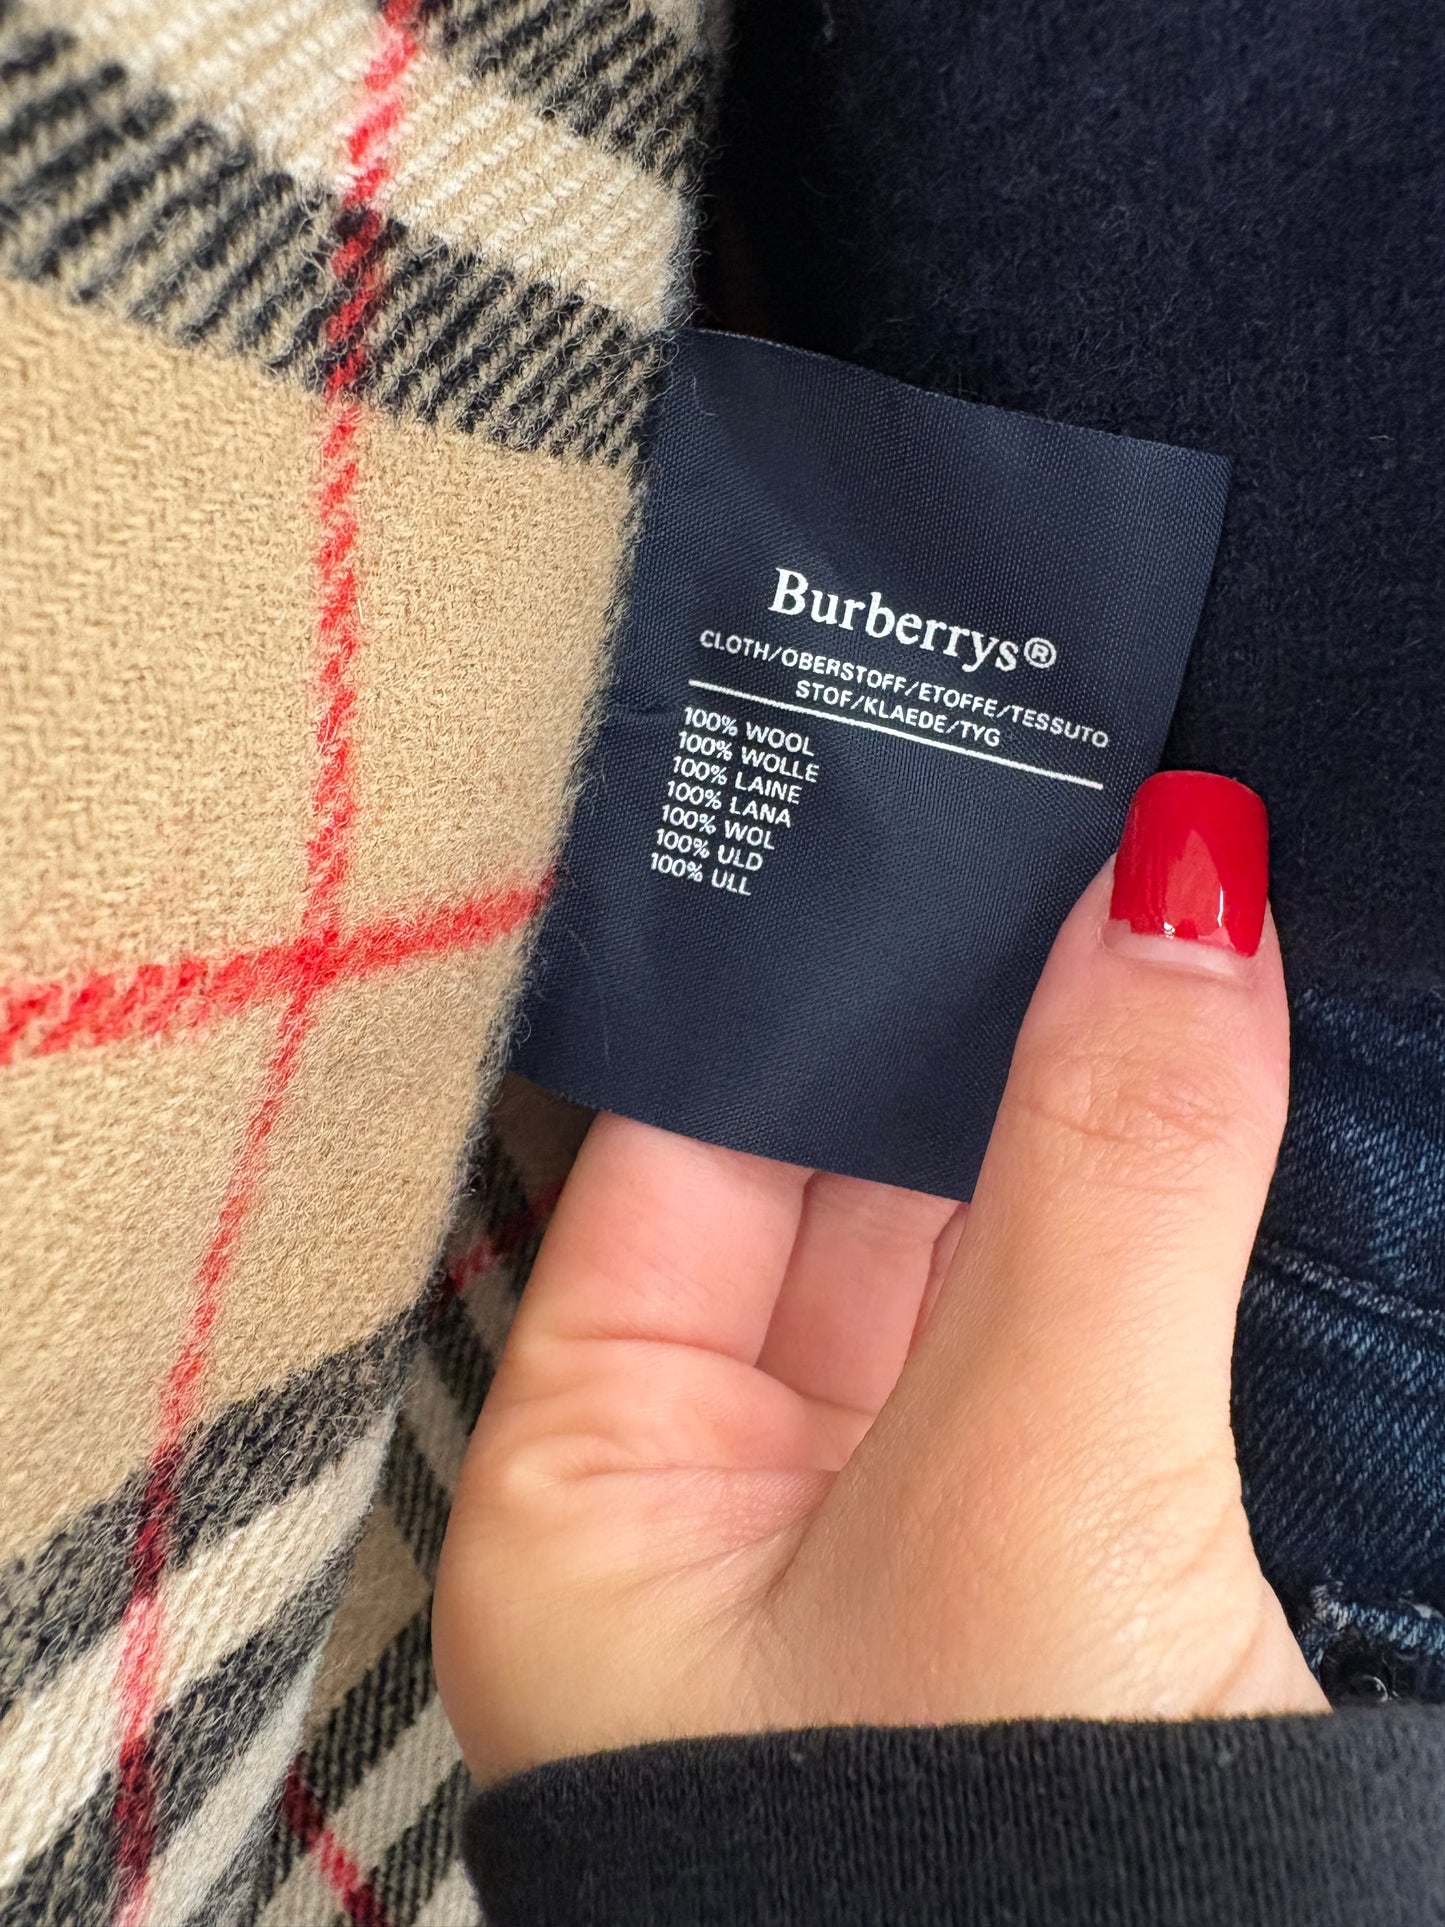 Burberrys®
CLOTH/OBERSTOFF/ETOFFE/TESSUTO
STOF/KLAEDE/TYG
100% WOOL
100% WOLLE
100% LAINE
100% LANA
100% WOL
100% ULD
100% ULL